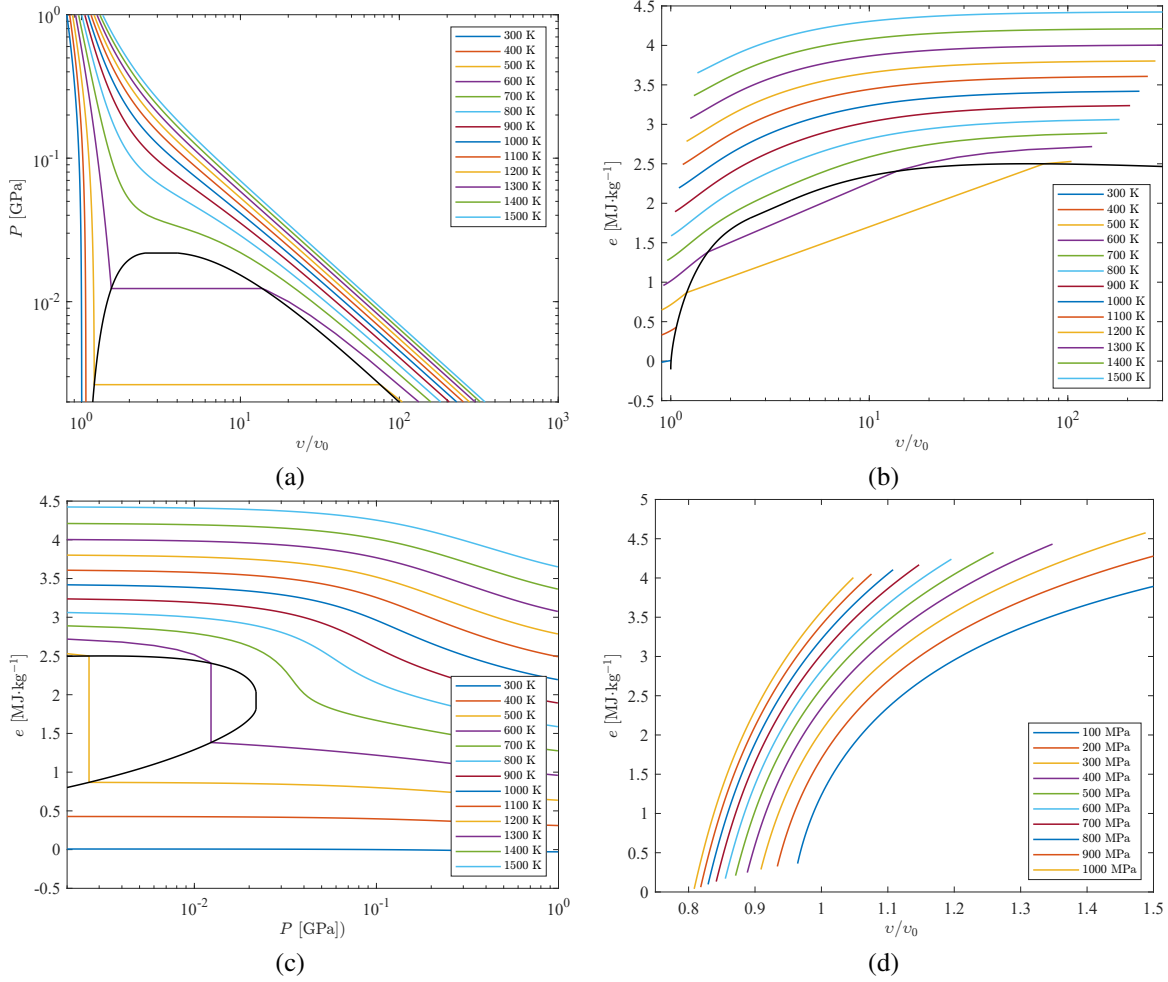 10^0
10^{-1}
10^{-2}
P [GPa]
300 K
400 K
500 K
600 K
700 K
800 K
900 K
1000 K
1100 K
1200 K
1300 K
1400 K
1500 K
10^0 10^1 10^2 10^3
υ/υ_0
(a)
4.5
4
3.5
3
2.5
2
1.5
1
0.5
0
-0.5
e [MJ·kg^{−1}]
300 K
400 K
500 K
600 K
700 K
800 K
900 K
1000 K
1100 K
1200 K
1300 K
1400 K
1500 K
10^0 10^1 10^2
υ/υ_0
(b)
4.5
4
3.5
3
2.5
2
1.5
1
0.5
0
-0.5
e [MJ·kg^{−1}]
300 K
400 K
500 K
600 K
700 K
800 K
900 K
1000 K
1100 K
1200 K
1300 K
1400 K
1500 K
10^{-2} 10^{-1} 10^0
P [GPa])
(c)
5
4.5
4
3.5
3
2.5
2
1.5
1
0.5
0
e [MJ·kg^{−1}]
100 MPa
200 MPa
300 MPa
400 MPa
500 MPa
600 MPa
700 MPa
800 MPa
900 MPa
1000 MPa
0.8 0.9 1 1.1 1.2 1.3 1.4 1.5
υ/υ_0
(d)